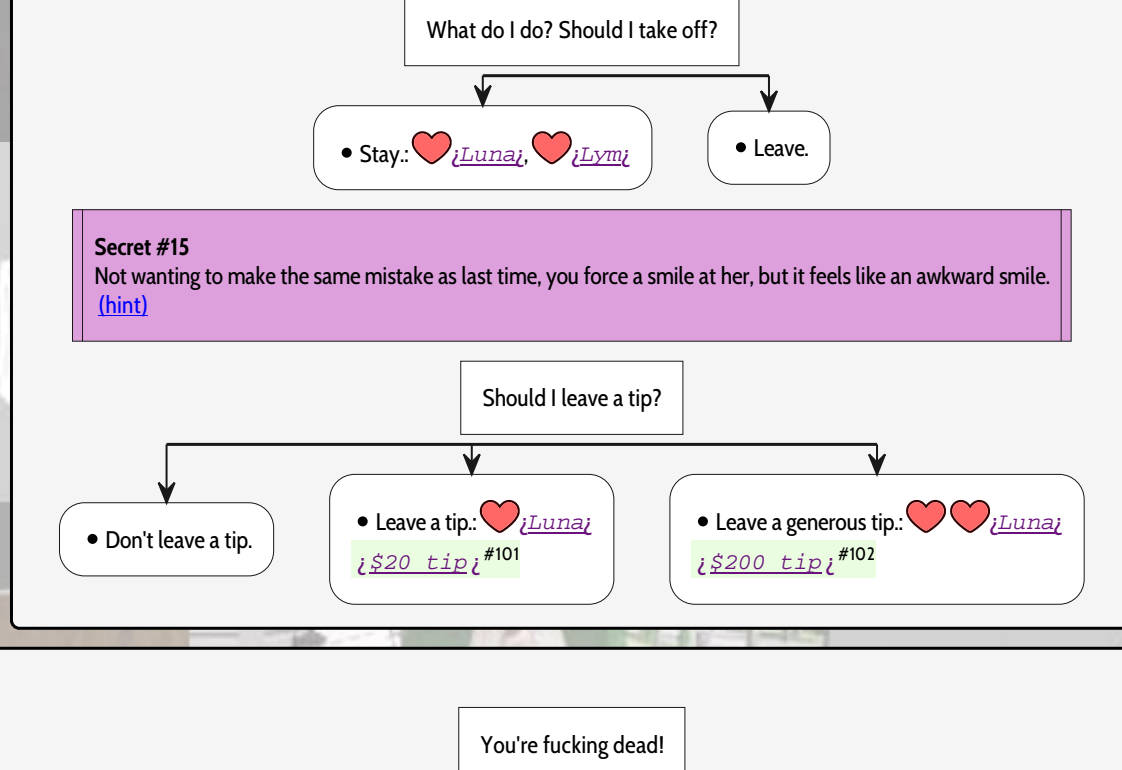 What do I do? Should I take off?
• Stay.: ¿Luna¿, ¿Lym¿
• Leave.
Secret #15
Not wanting to make the same mistake as last time, you force a smile at her, but it feels like an awkward smile.
(hint)
Should I leave a tip?
• Don't leave a tip.
• Leave a tip.: ¿Luna¿
¿$20 tip¿#101
• Leave a generous tip.: ¿Luna¿
¿$200 tip¿#102
You're fucking dead!